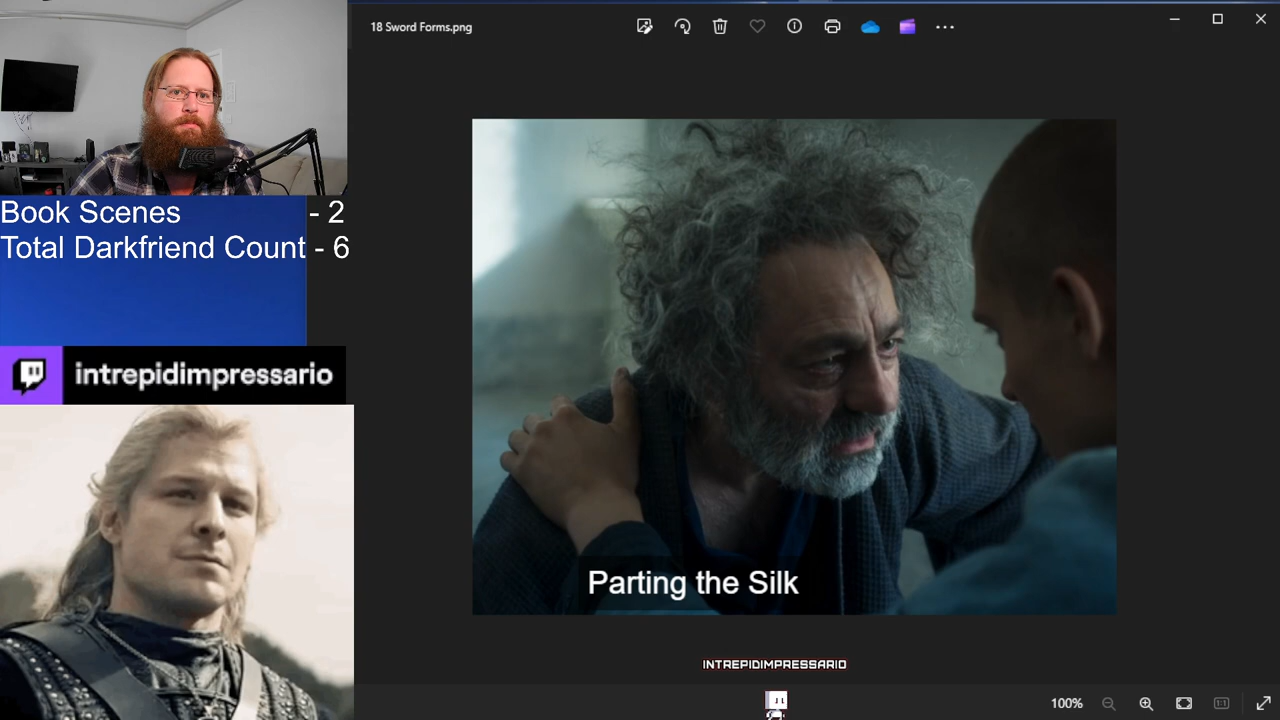 18 Sword Forms.png
Book Scenes - 2
Total Darkfriend Count - 6
intrepidimpressario
Parting the Silk
INTREPIDIMPRESSARIO
100%